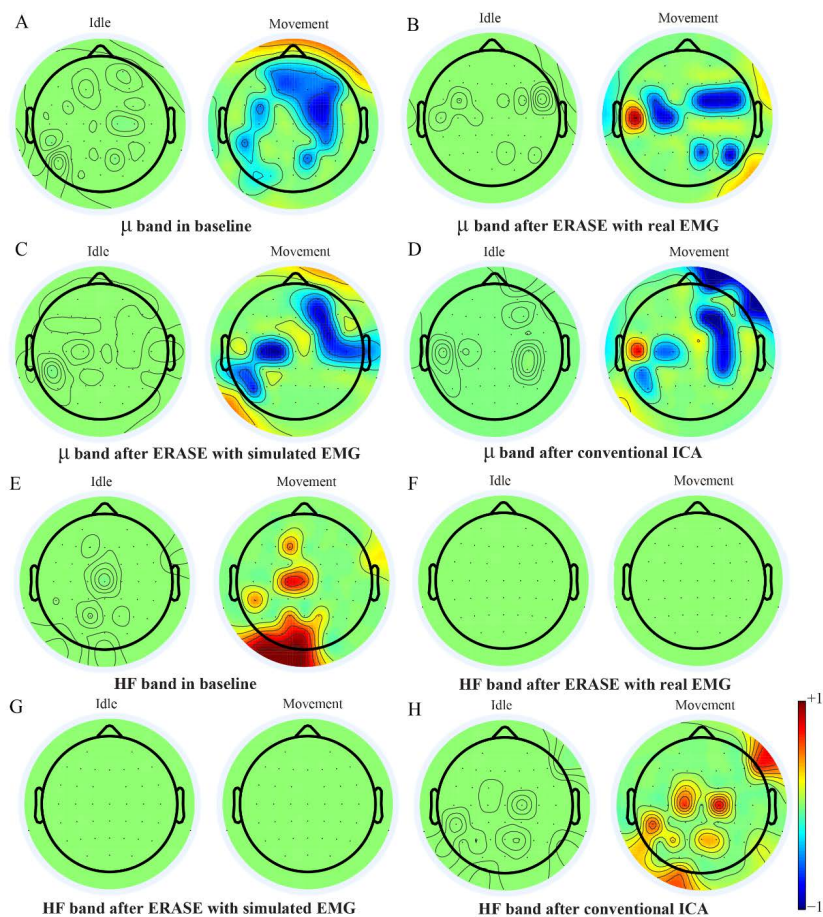 A
Idle
Movement
μ band in baseline
B
Idle
Movement
μ band after ERASE with real EMG
C
Idle
Movement
μ band after ERASE with simulated EMG
D
Idle
Movement
μ band after conventional ICA
E
Idle
Movement
HF band in baseline
F
Idle
Movement
HF band after ERASE with real EMG
G
Idle
Movement
HF band after ERASE with simulated EMG
H
Idle
Movement
HF band after conventional ICA
+1
−1